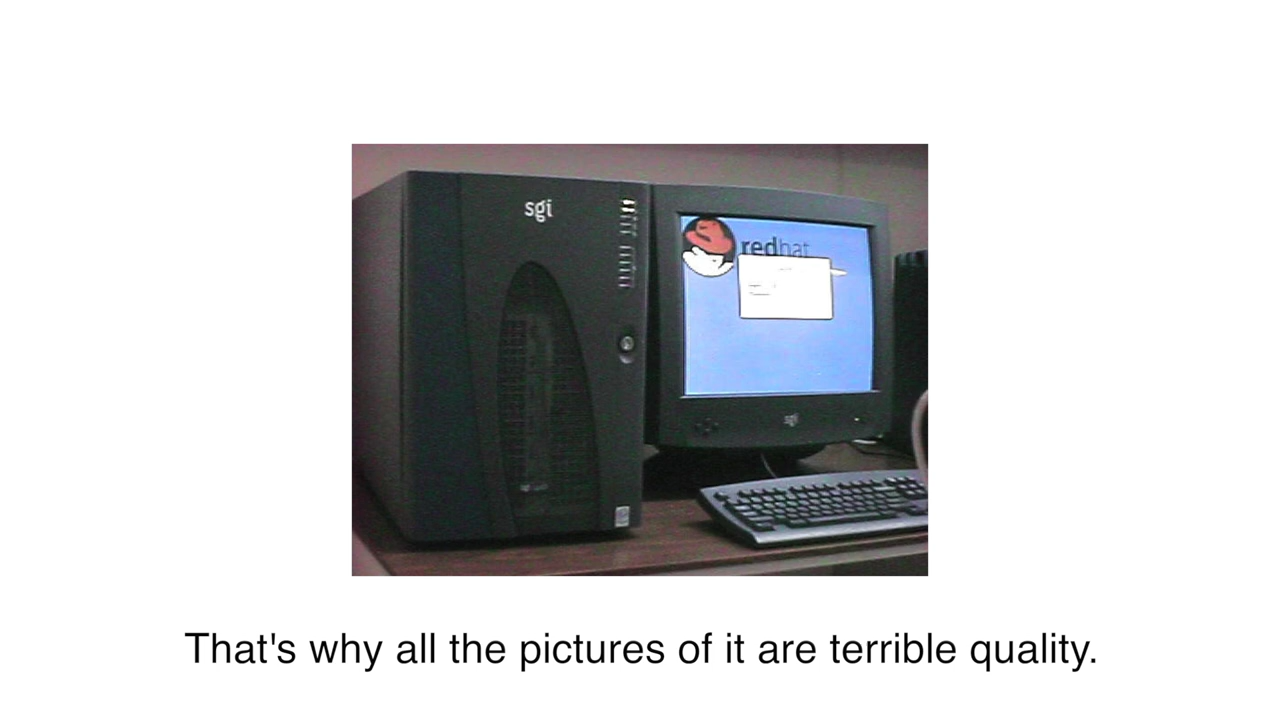 sgi
redhat
sgi
That's why all the pictures of it are terrible quality.